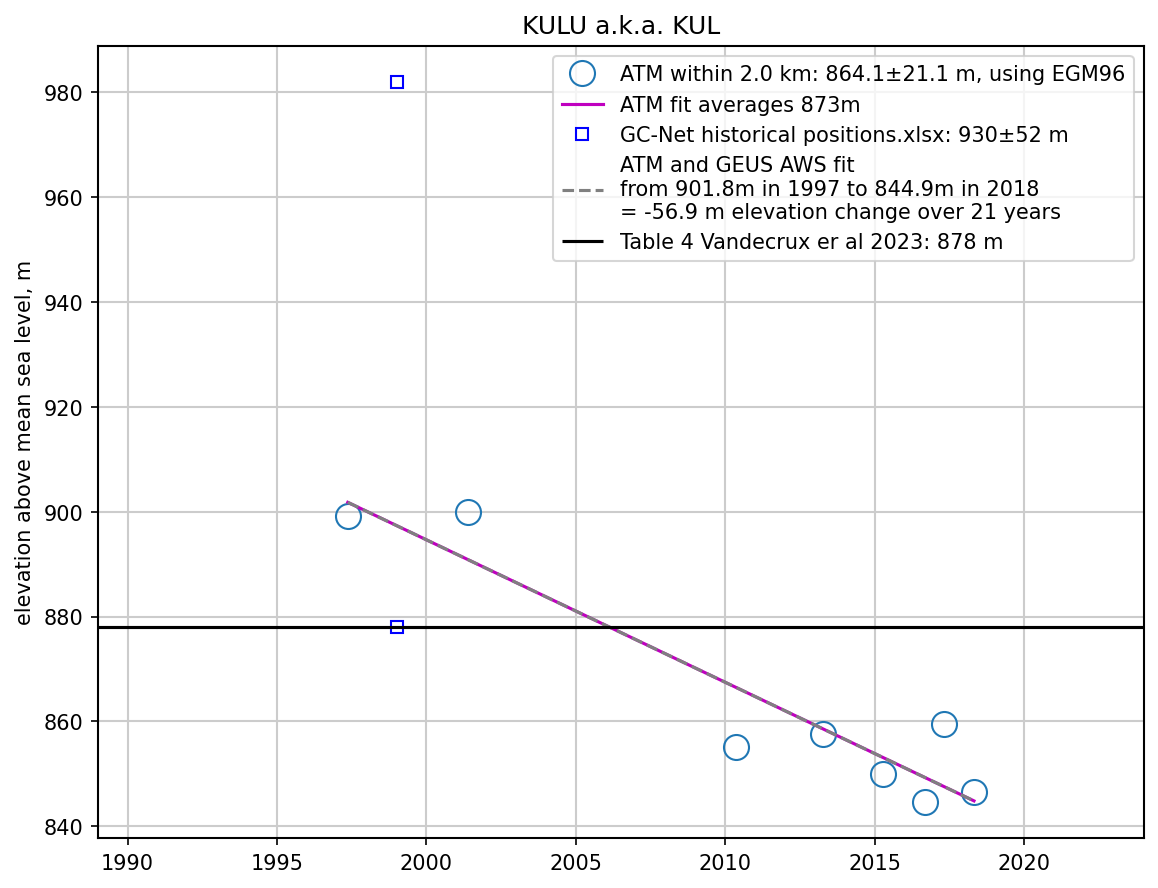 KULU a.k.a. KUL
ATM within 2.0 km: 864.1±21.1 m, using EGM96
ATM fit averages 873m
GC-Net historical positions.xlsx: 930±52 m
ATM and GEUS AWS fit
from 901.8m in 1997 to 844.9m in 2018
= -56.9 m elevation change over 21 years
Table 4 Vandecrux er al 2023: 878 m
elevation above mean sea level, m
980
960
940
920
900
880
860
840
1990
1995
2000
2005
2010
2015
2020